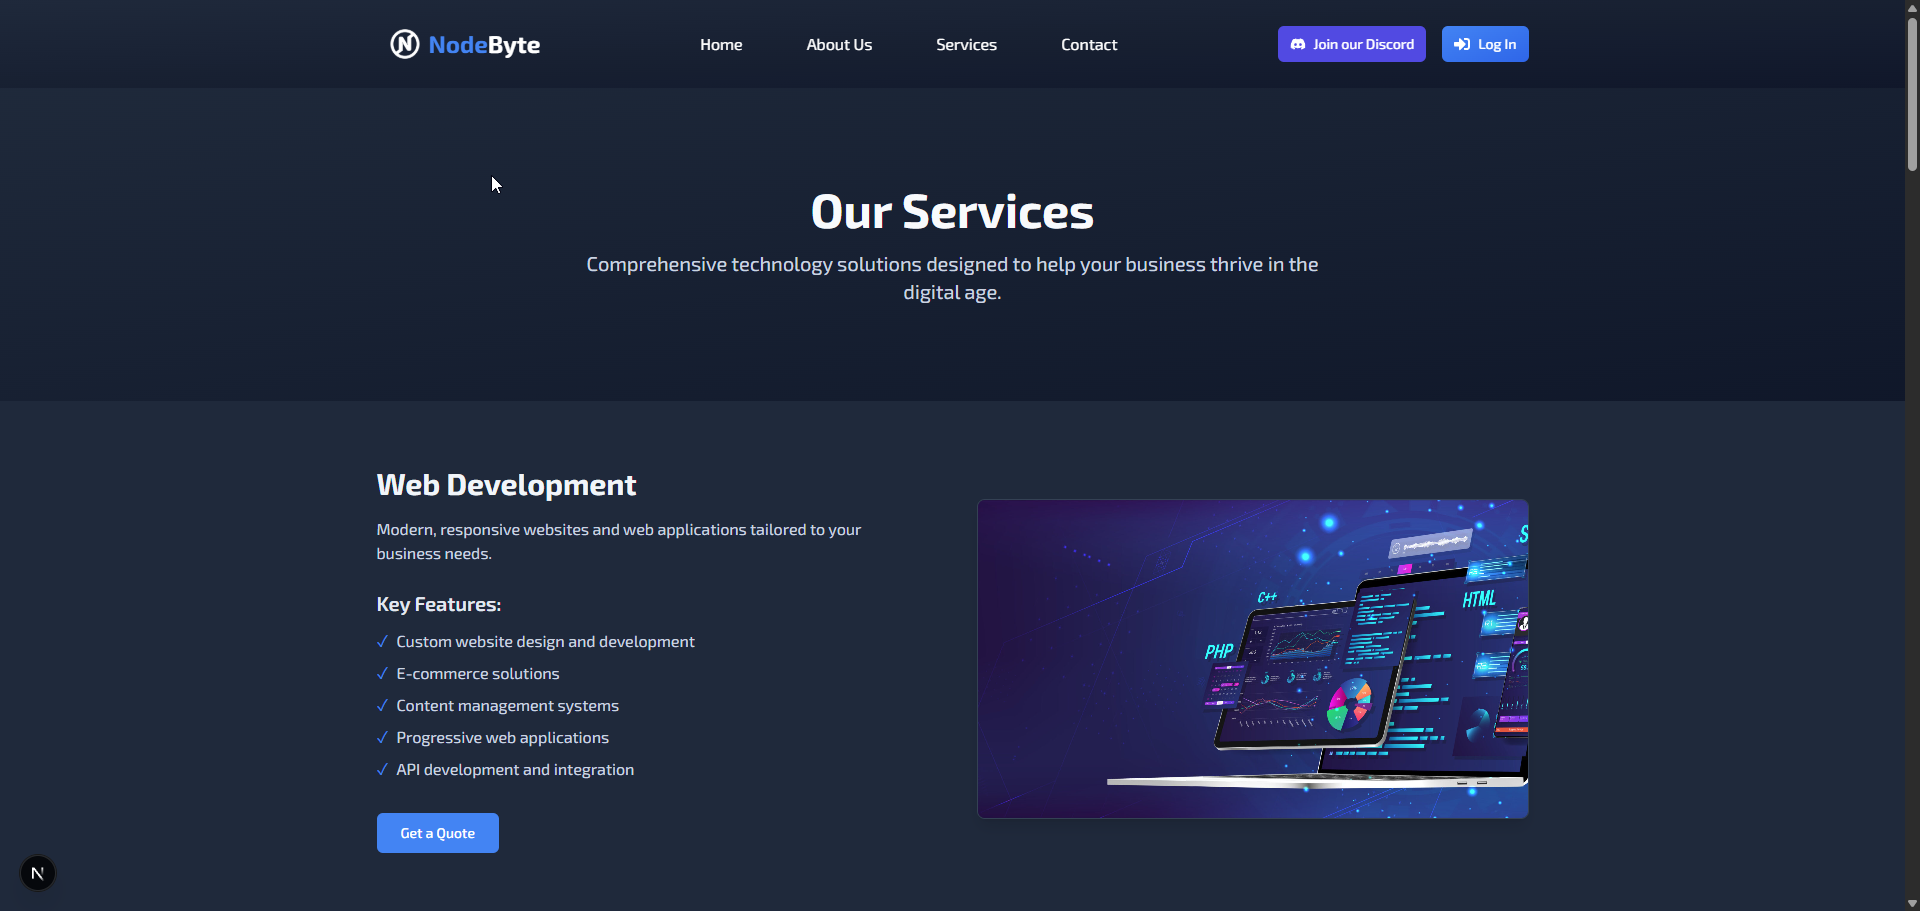 NodeByte
Home
About Us
Services
Contact
Join our Discord
Log In
Our Services
Comprehensive technology solutions designed to help your business thrive in the
digital age.
Web Development
Modern, responsive websites and web applications tailored to your
business needs.
Key Features:
✓ Custom website design and development
✓ E-commerce solutions
✓ Content management systems
✓ Progressive web applications
✓ API development and integration
Get a Quote
C++
HTML
PHP
N